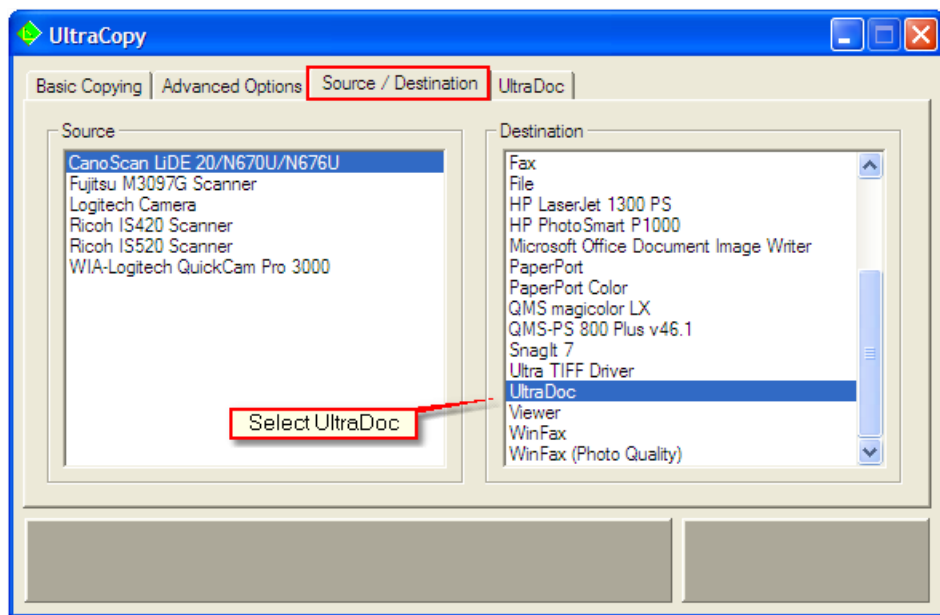 UltraCopy
Basic Copying
Advanced Options
Source / Destination
UltraDoc
Source
CanoScan LiDE 20/N670U/N676U
Fujitsu M3097G Scanner
Logitech Camera
Ricoh IS420 Scanner
Ricoh IS520 Scanner
WIA-Logitech QuickCam Pro 3000
Select UltraDoc
Destination
Fax
File
HP LaserJet 1300 PS
HP PhotoSmart P1000
Microsoft Office Document Image Writer
PaperPort
PaperPort Color
QMS magicolor LX
QMS-PS 800 Plus v46.1
SnagIt 7
Ultra TIFF Driver
UltraDoc
Viewer
WinFax
WinFax (Photo Quality)